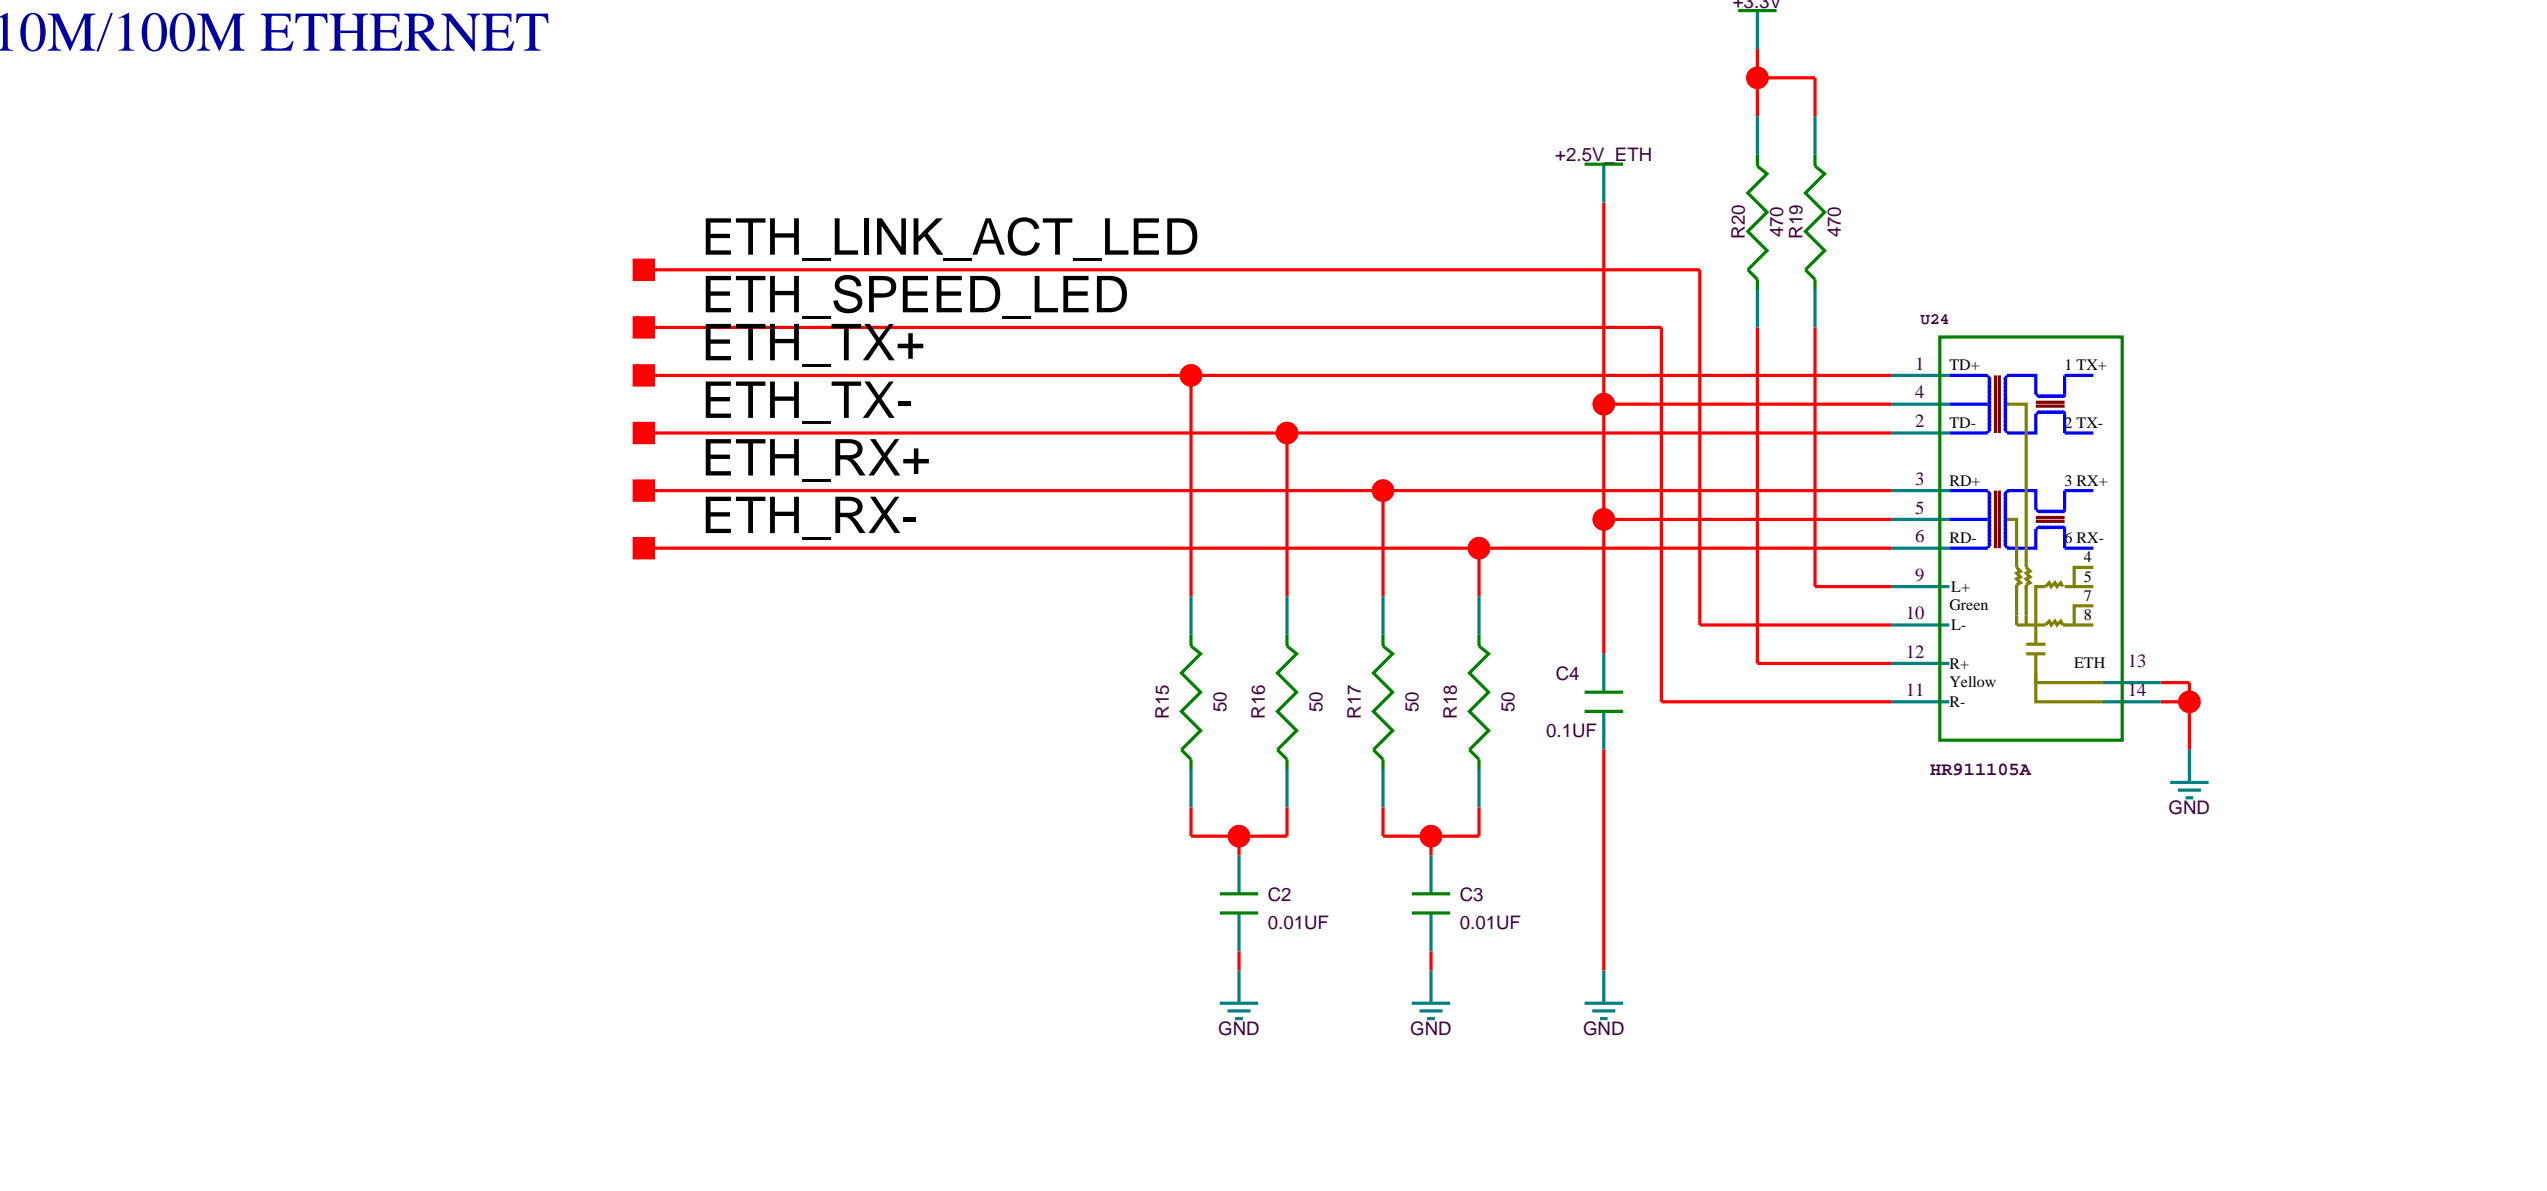 10M/100M ETHERNET
+3.3V
+2.5V_ETH
R20
470
R19
470
ETH_LINK_ACT_LED
ETH_SPEED_LED
ETH_TX+
ETH_TX-
ETH_RX+
ETH_RX-
U24
1 TD+ 1 TX+
4
2 TD- 2 TX-
3 RD+ 3 RX+
5
6 RD- 6 RX-
4
5
7
8
9 L+
Green
10 L-
12 R+ ETH 13
Yellow 14
11 R-
HR911105A
GND
R15
50
R16
50
R17
50
R18
50
C4
0.1UF
C2
0.01UF
C3
0.01UF
GND
GND
GND